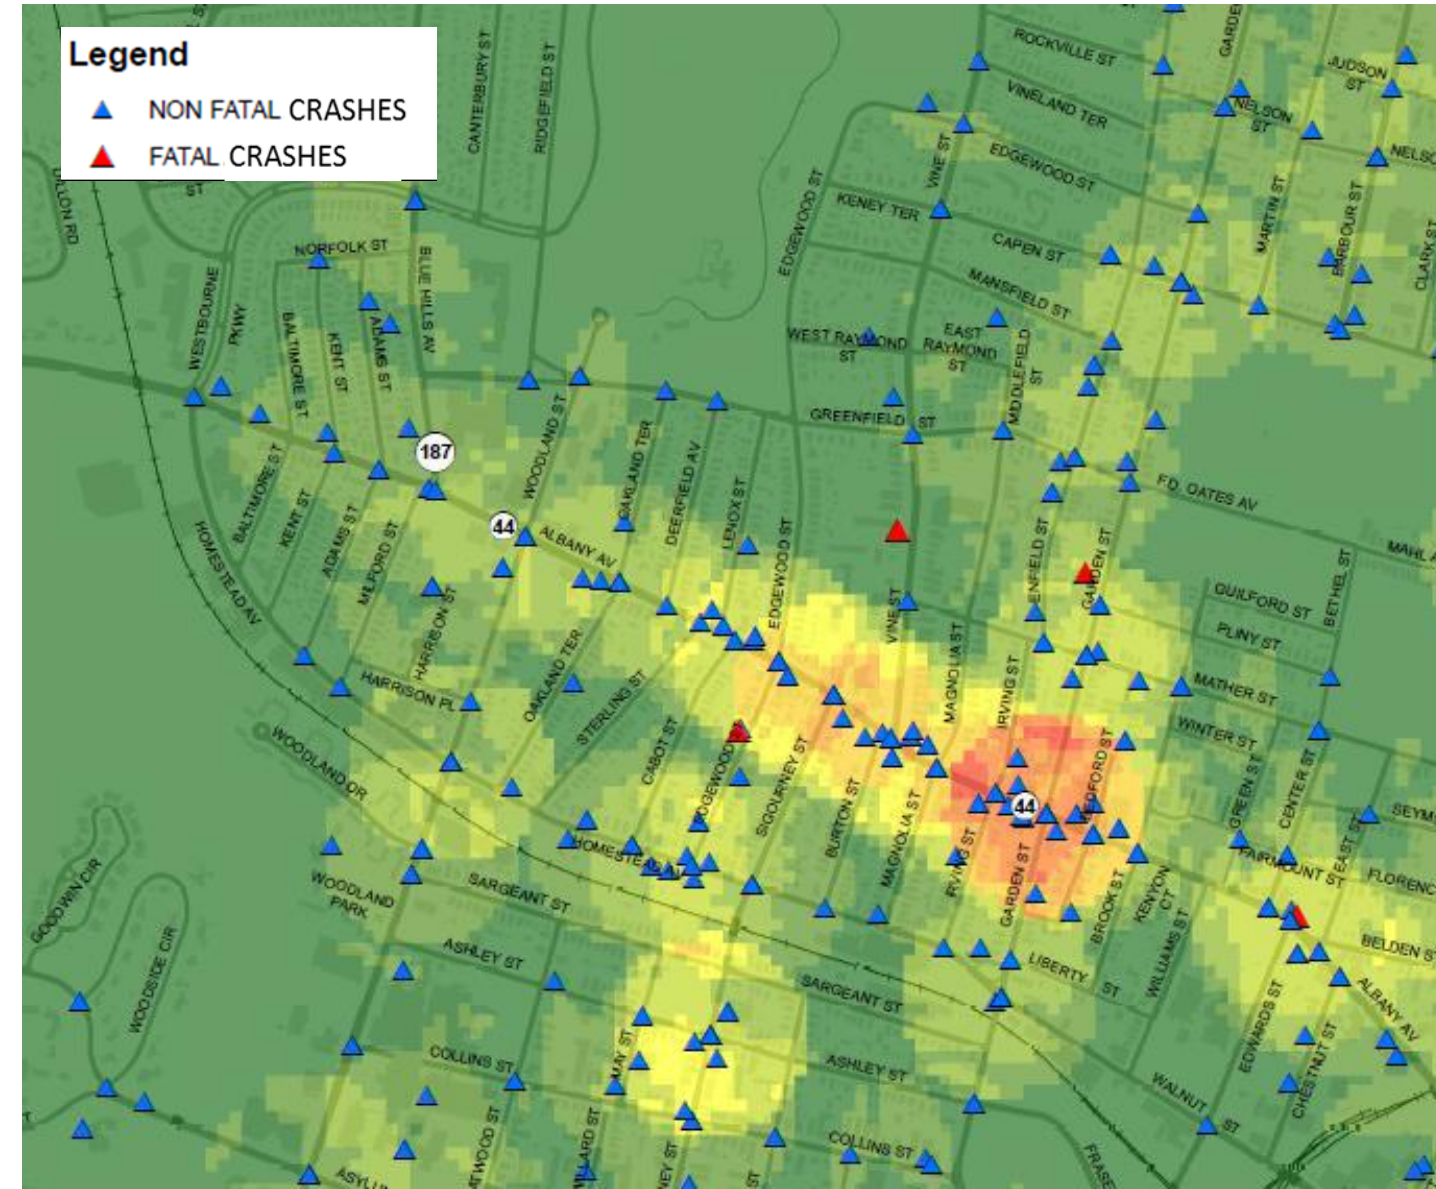 Legend
NON FATAL CRASHES
FATAL CRASHES
ST
DILLON RD
CANTERBURY ST
RIDGEFIELD ST
ROCKVILLE ST
JUDSON
ST
VINELAND TER
NELSON
ST
VINE ST
EDGEWOOD ST
EDGEWOOD ST
KENEY TER
MARTIN ST
BARBOUR ST
CLARK ST
NORFOLK ST
BLUE HILLS AV
CAPEN ST
WESTBOURNE
PKWY
BALTIMORE ST
KENT ST
ADAMS ST
MANSFIELD ST
WEST RAYMOND
ST
EAST
RAYMOND
ST
MIDDLEFIELD
ST
GREENFIELD ST
187
WOODLAND ST
OAKLAND TER
DEERFIELD AV
LENOX ST
EDGEWOOD ST
BALTIMORE ST
KENT ST
ADAMS ST
MILFORD ST
HOMESTEAD AV
44
ALBANY AV
F.D. OATES AV
ENFIELD ST
GARDEN ST
BETHEL ST
GUILFORD ST
PLINY ST
VINE ST
MAGNOLIA ST
IRVING ST
MATHER ST
HARRISON ST
HARRISON PL
OAKLAND TER
STERLING ST
CABOT ST
EDGEWOOD
SIGOURNEY ST
BURTON ST
MAGNOLIA ST
WINTER ST
MEDFORD ST
44
GREEN ST
CENTER ST
EAST ST
WOODLAND DR
HOMESTEAD AV
IRVING ST
GARDEN ST
BROOK ST
KENYON
CT
WILLIAMS ST
FAIRMOUNT ST
GOODWIN CIR
WOODSIDE CIR
WOODLAND
PARK
SARGEANT ST
SARGEANT ST
LIBERTY ST
BELDEN ST
ASHLEY ST
ASHLEY ST
EDWARDS ST
CHESTNUT ST
ALBANY AV
COLLINS ST
COLLINS ST
MAY ST
WALNUT ST